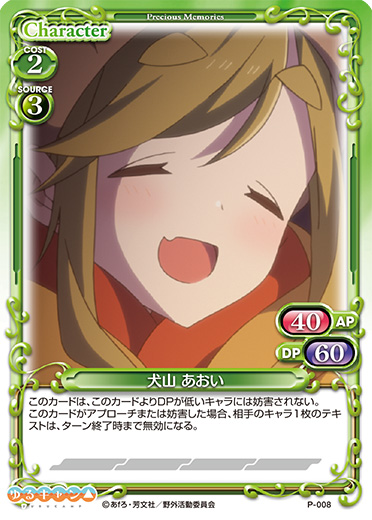 Precious Memories
Character
COST
2
SOURCE
3
40 AP
DP 60
犬山 あおい
このカードは、このカードよりDPが低いキャラには妨害されない。
このカードがアプローチまたは妨害した場合、相手のキャラ1枚のテキ
ストは、ターン終了時まで無効になる。
ゆるキャン△
©あfろ・芳文社／野外活動委員会
P-008